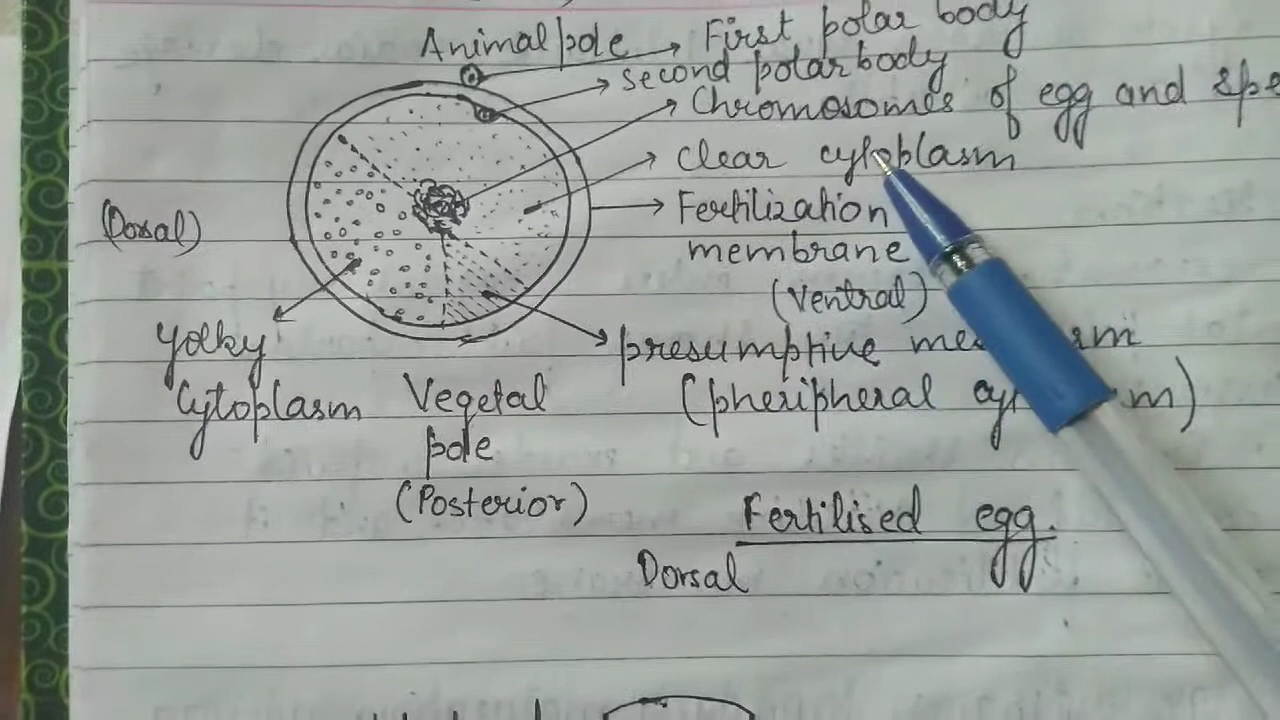 Animal pole
First polar body
second polar body
Chromosomes of egg and spe
clear cytoplasm
(Dorsal)
Fertilization
membrane
(Ventral)
Yolky
cytoplasm
presumptive
(pheripheral
Vegetal
pole
(Posterior)
Fertilised egg.
Dorsal